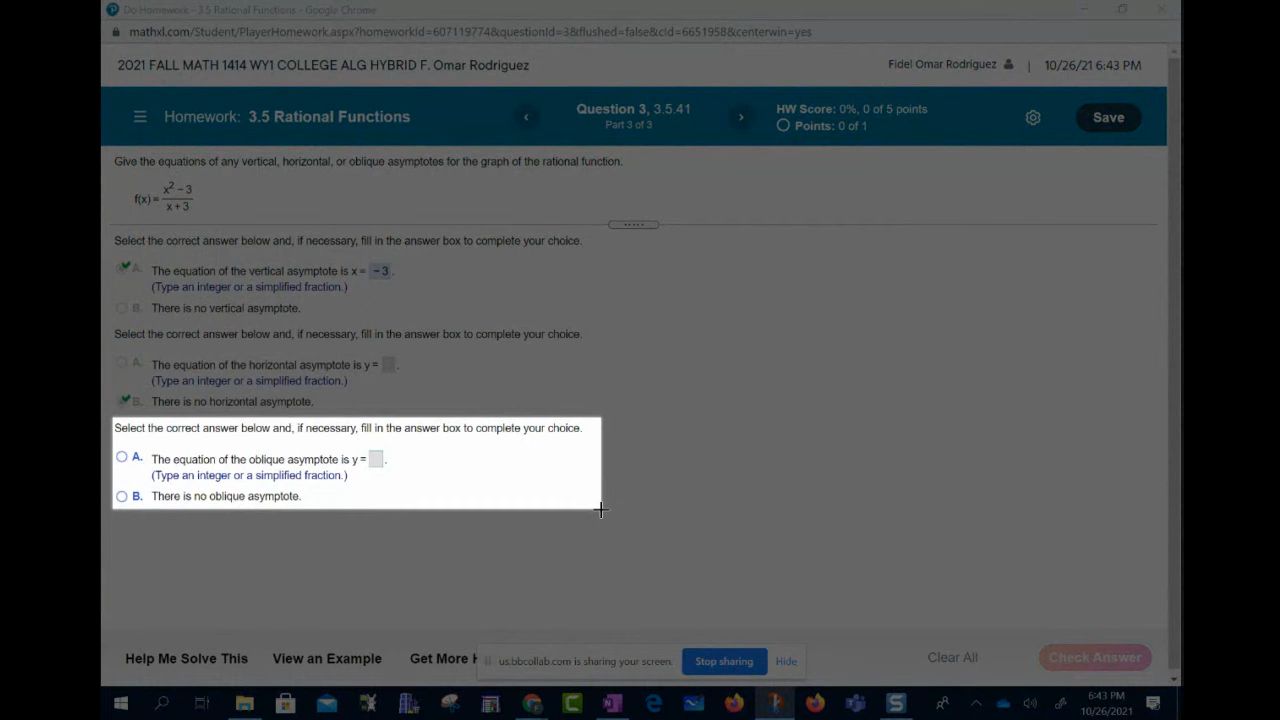 Do Homework - 3.5 Rational Functions - Google Chrome
mathxl.com/Student/PlayerHomework.aspx?homeworkId=607119774&questionId=3&flushed=false&cId=6651958&centerwin=yes
2021 FALL MATH 1414 WY1 COLLEGE ALG HYBRID F. Omar Rodriguez
Fidel Omar Rodriguez | 10/26/21 6:43 PM
Homework: 3.5 Rational Functions
Question 3, 3.5.41
Part 3 of 3
HW Score: 0%, 0 of 5 points
Points: 0 of 1
Save
Give the equations of any vertical, horizontal, or oblique asymptotes for the graph of the rational function.
f(x) = x² − 3 / x + 3
Select the correct answer below and, if necessary, fill in the answer box to complete your choice.
A. The equation of the vertical asymptote is x = −3.
(Type an integer or a simplified fraction.)
B. There is no vertical asymptote.
Select the correct answer below and, if necessary, fill in the answer box to complete your choice.
A. The equation of the horizontal asymptote is y = .
(Type an integer or a simplified fraction.)
B. There is no horizontal asymptote.
Select the correct answer below and, if necessary, fill in the answer box to complete your choice.
A. The equation of the oblique asymptote is y = .
(Type an integer or a simplified fraction.)
B. There is no oblique asymptote.
Help Me Solve This
View an Example
Get More H
us.bbcollab.com is sharing your screen.
Stop sharing
Hide
Clear All
Check Answer
6:43 PM
10/26/2021